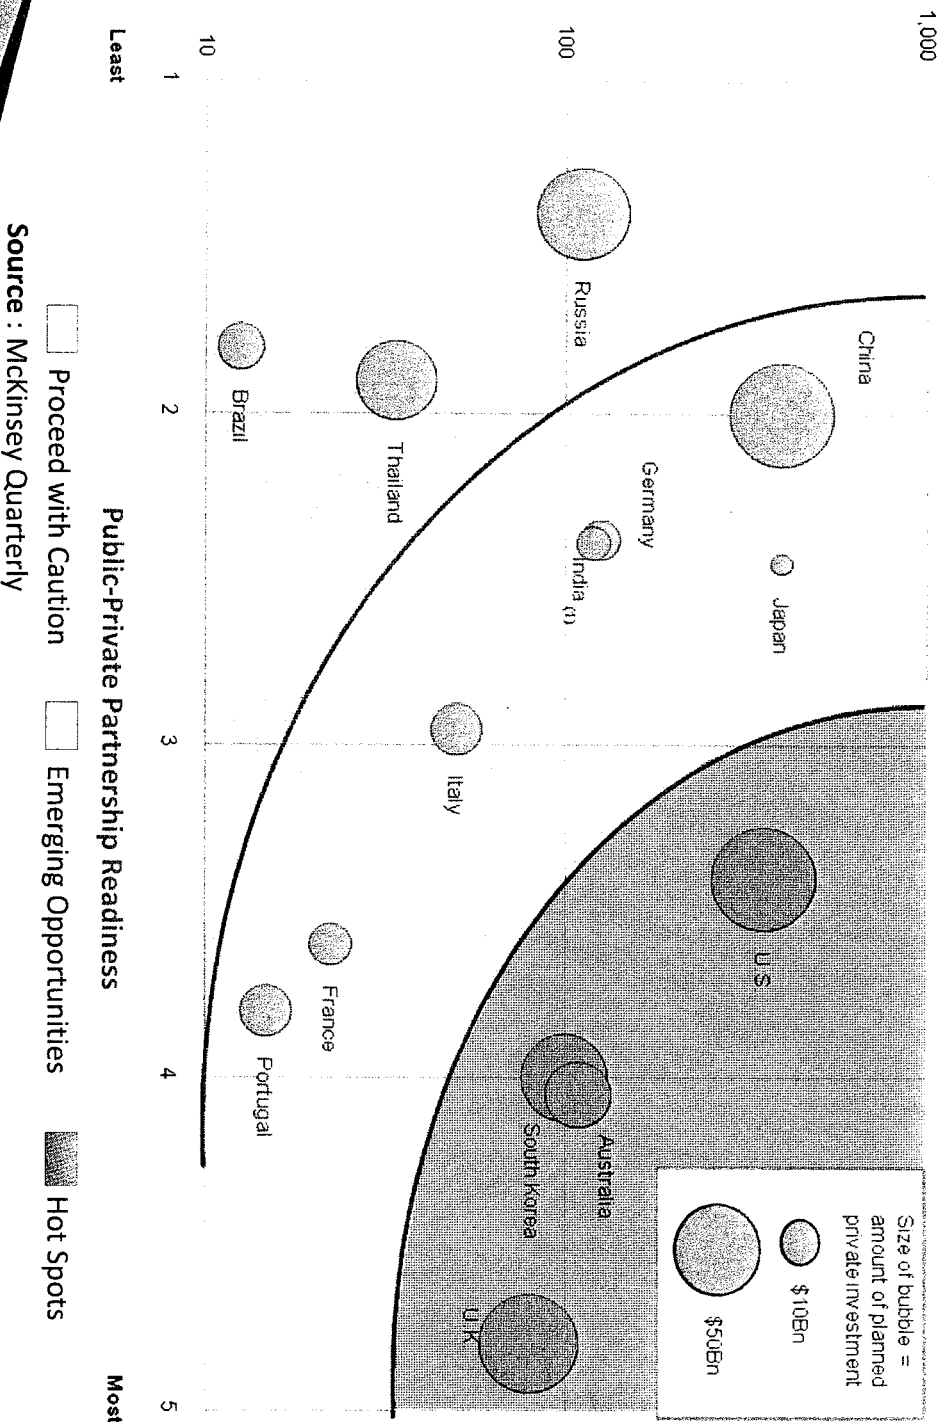 1,000
100
10
Least
1
2
3
4
5
Most
Russia
China
Brazil
Thailand
Germany
India (1)
Japan
Italy
U S
France
Portugal
Australia
South Korea
U.K.
Size of bubble =
amount of planned
private investment
$10Bn
$50Bn
Public-Private Partnership Readiness
Proceed with Caution
Emerging Opportunities
Hot Spots
Source : McKinsey Quarterly